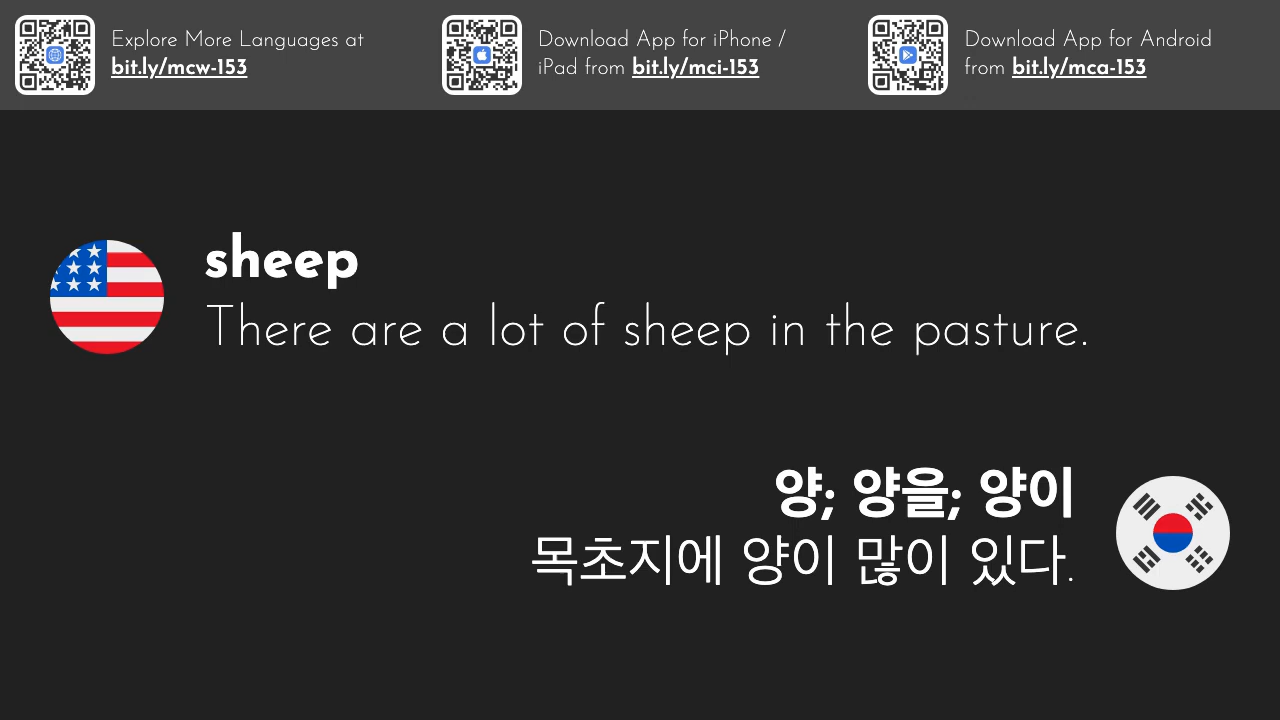 Explore More Languages at
bit.ly/mcw-153
Download App for iPhone /
iPad from bit.ly/mci-153
Download App for Android
from bit.ly/mca-153
sheep
There are a lot of sheep in the pasture.
양; 양을; 양이
목초지에 양이 많이 있다.